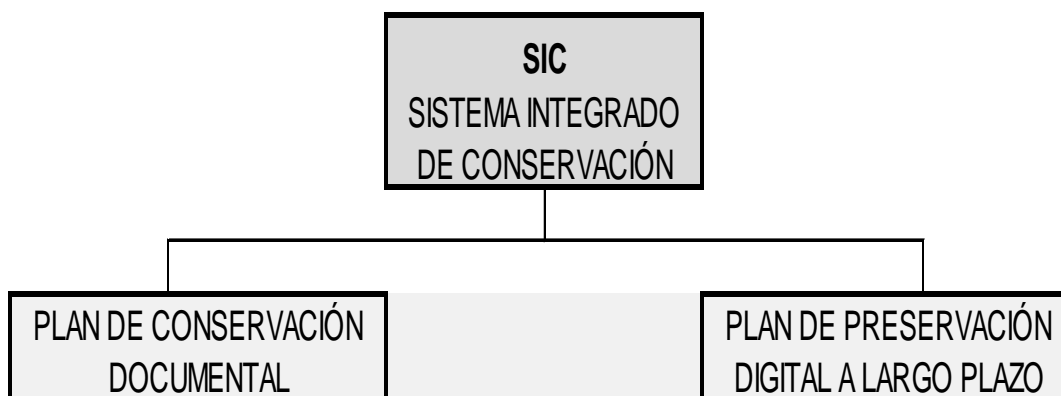 SIC
SISTEMA INTEGRADO
DE CONSERVACIÓN
PLAN DE CONSERVACIÓN
DOCUMENTAL
PLAN DE PRESERVACIÓN
DIGITAL A LARGO PLAZO